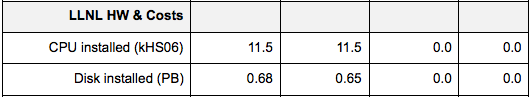 LLNL HW & Costs
CPU installed (kHS06) 11.5 11.5 0.0 0.0
Disk installed (PB) 0.68 0.65 0.0 0.0